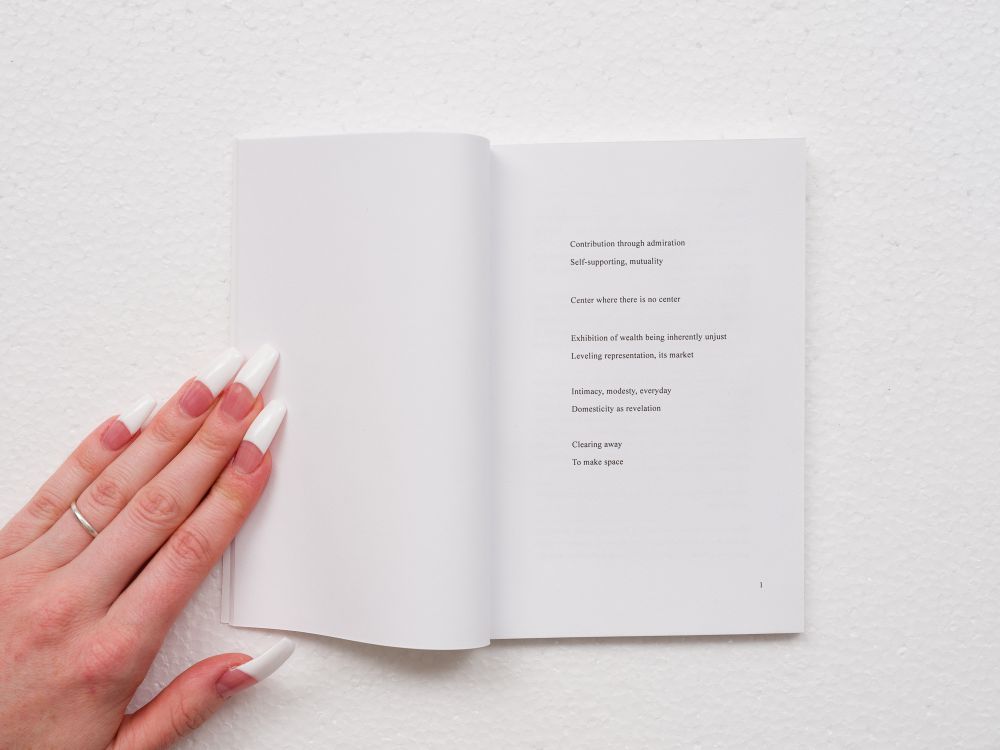 Contribution through admiration
Self-supporting, mutuality
Center where there is no center
Exhibition of wealth being inherently unjust
Leveling representation, its market
Intimacy, modesty, everyday
Domesticity as revelation
Clearing away
To make space
1